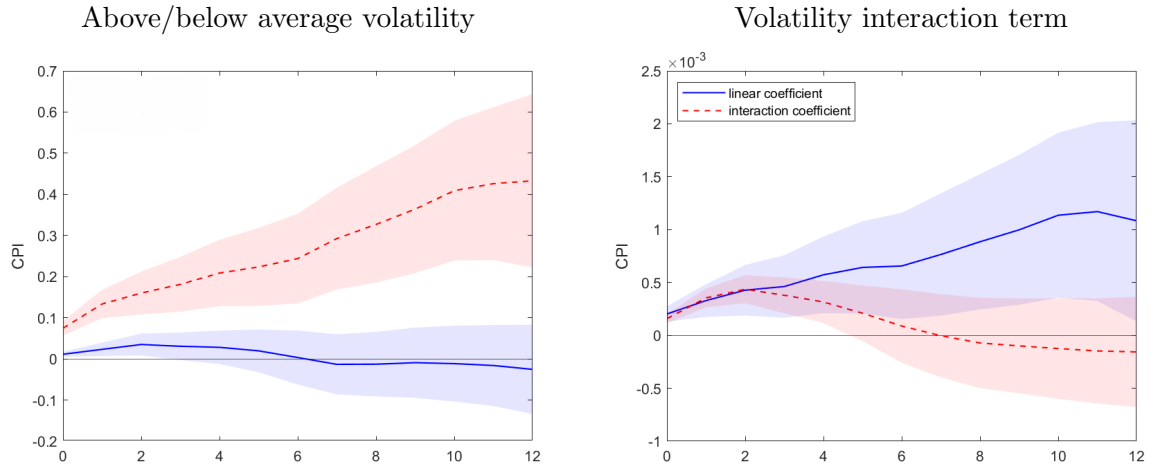 Above/below average volatility
0.7
0.6
0.5
0.4
0.3
0.2
0.1
0
-0.1
-0.2
CPI
0 2 4 6 8 10 12
Volatility interaction term
×10⁻³
2.5
2
1.5
1
0.5
0
-0.5
-1
CPI
linear coefficient
interaction coefficient
0 2 4 6 8 10 12